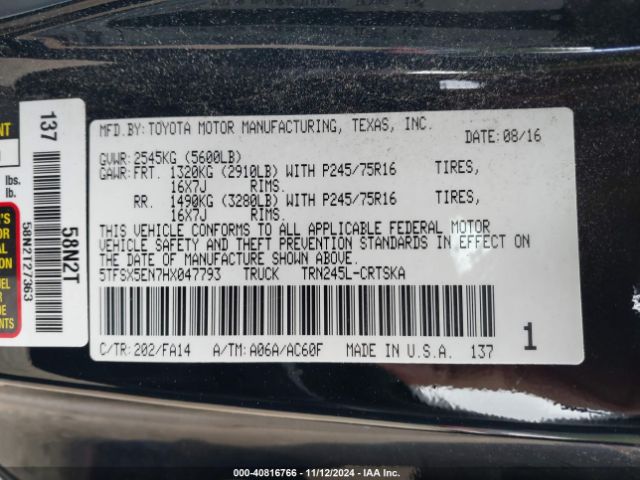 MFD.BY:TOYOTA MOTOR MANUFACTURING, TEXAS, INC.
DATE:08/16
GVWR:2545KG (5600LB)
GAWR:FRT. 1320KG (2910LB) WITH P245/75R16 TIRES,
16X7J RIMS.
RR. 1490KG (3280LB) WITH P245/75R16 TIRES,
16X7J RIMS.
THIS VEHICLE CONFORMS TO ALL APPLICABLE FEDERAL MOTOR
VEHICLE SAFETY AND THEFT PREVENTION STANDARDS IN EFFECT ON
THE DATE OF MANUFACTURE SHOWN ABOVE.
5TFSX5EN7HX047793 TRUCK TRN245L-CRTSKA
C/TR:202/FA14 A/TM:A06A/AC60F MADE IN U.S.A. 137
1
137
58N2T
58N2T27363
lbs.
lb.
000-40816766 - 11/12/2024 - IAA Inc.